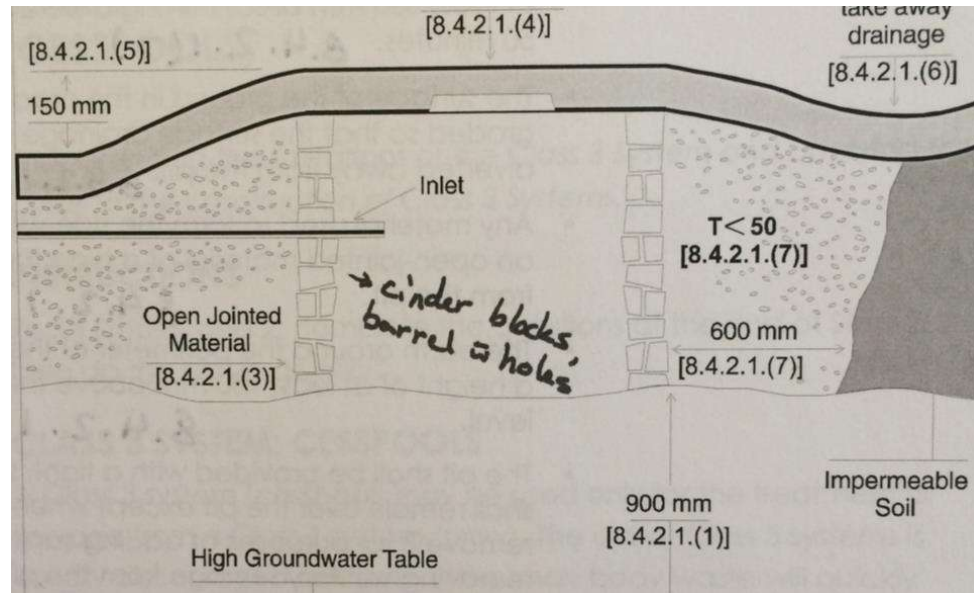 [8.4.2.1.(4)]
take away
drainage
[8.4.2.1.(6)]
[8.4.2.1.(5)]
150 mm
Inlet
T< 50
[8.4.2.1.(7)]
→ cinder blocks,
barrel w̄ holes
Open Jointed
Material
[8.4.2.1.(3)]
600 mm
[8.4.2.1.(7)]
900 mm
[8.4.2.1.(1)]
Impermeable
Soil
High Groundwater Table